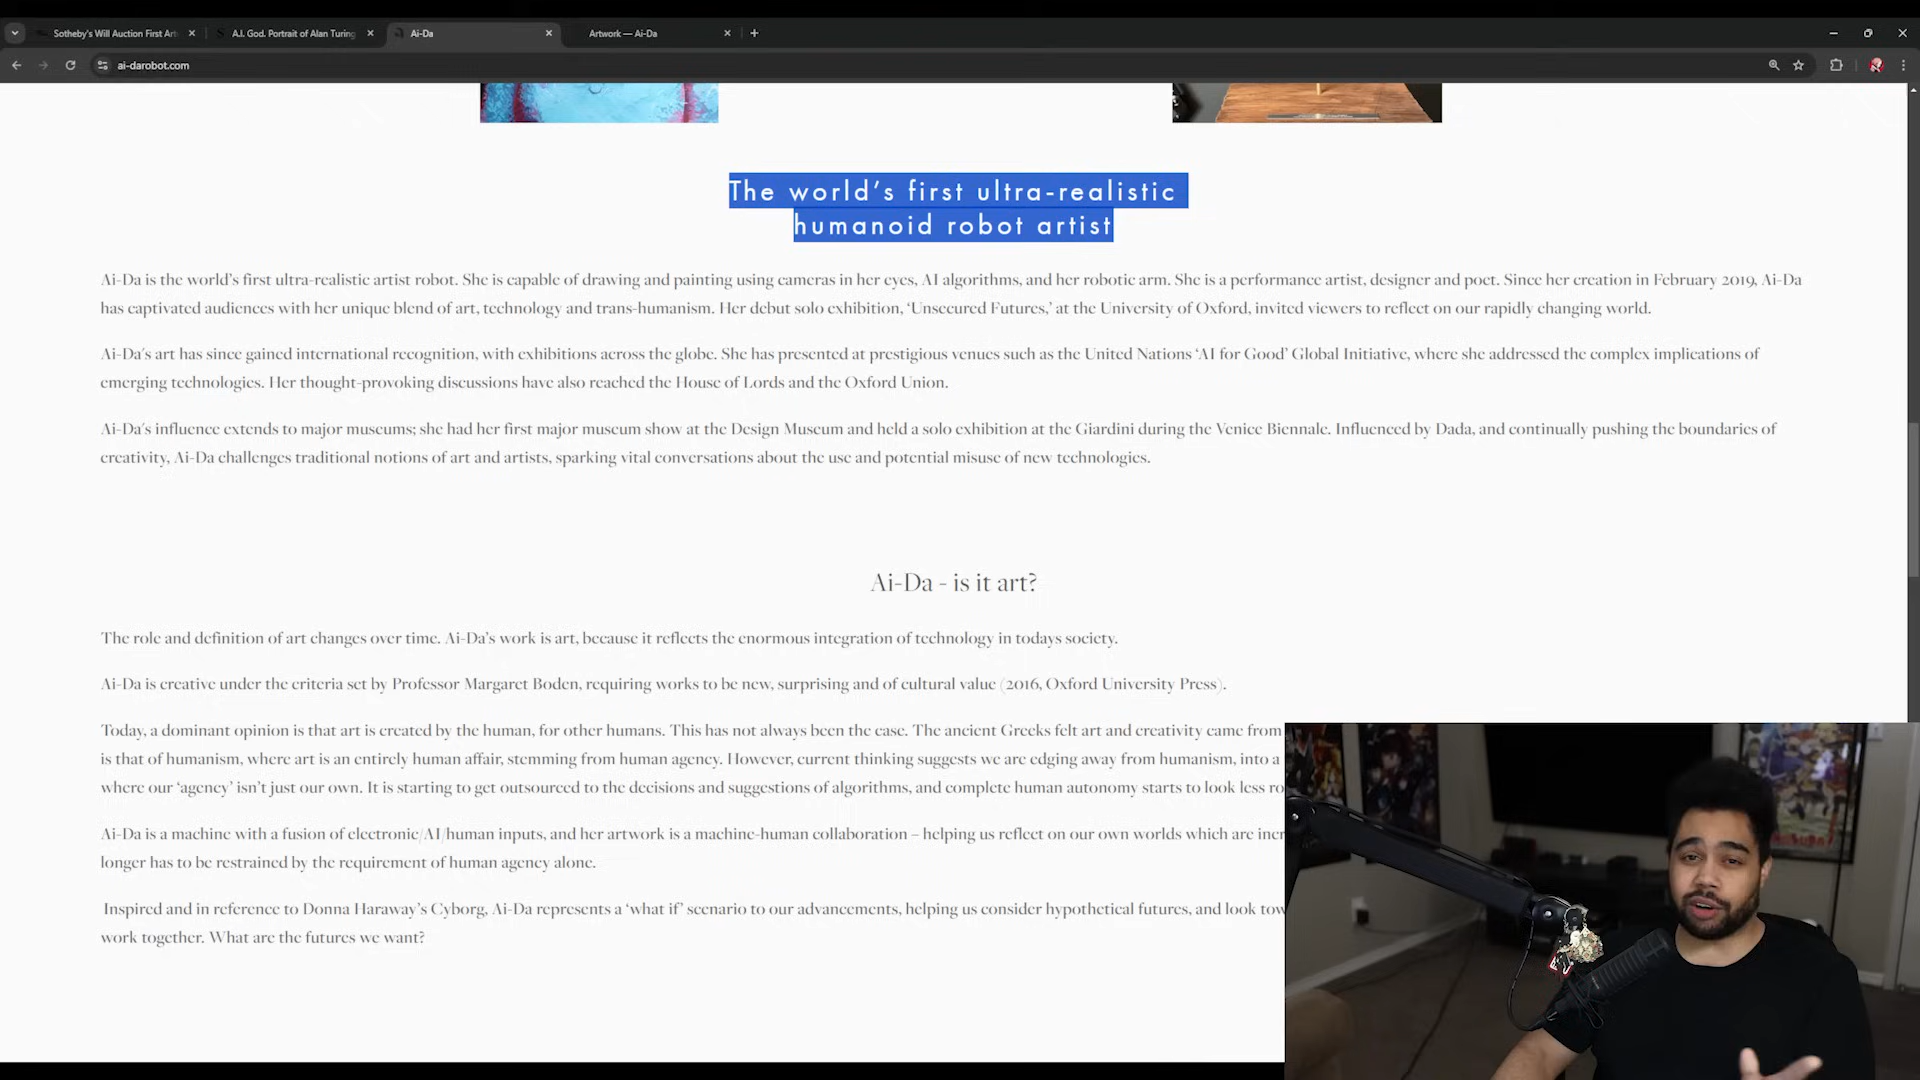 Sotheby's Will Auction First Art
A.I. God. Portrait of Alan Turing
Ai-Da
Artwork — Ai-Da
ai-darobot.com
The world's first ultra-realistic
humanoid robot artist
Ai-Da is the world's first ultra-realistic artist robot. She is capable of drawing and painting using cameras in her eyes, AI algorithms, and her robotic arm. She is a performance artist, designer and poet. Since her creation in February 2019, Ai-Da
has captivated audiences with her unique blend of art, technology and trans-humanism. Her debut solo exhibition, 'Unsecured Futures,' at the University of Oxford, invited viewers to reflect on our rapidly changing world.
Ai-Da's art has since gained international recognition, with exhibitions across the globe. She has presented at prestigious venues such as the United Nations 'AI for Good' Global Initiative, where she addressed the complex implications of
emerging technologies. Her thought-provoking discussions have also reached the House of Lords and the Oxford Union.
Ai-Da's influence extends to major museums; she had her first major museum show at the Design Museum and held a solo exhibition at the Giardini during the Venice Biennale. Influenced by Dada, and continually pushing the boundaries of
creativity, Ai-Da challenges traditional notions of art and artists, sparking vital conversations about the use and potential misuse of new technologies.
Ai-Da - is it art?
The role and definition of art changes over time. Ai-Da's work is art, because it reflects the enormous integration of technology in todays society.
Ai-Da is creative under the criteria set by Professor Margaret Boden, requiring works to be new, surprising and of cultural value (2016, Oxford University Press).
Today, a dominant opinion is that art is created by the human, for other humans. This has not always been the case. The ancient Greeks felt art and creativity came from
is that of humanism, where art is an entirely human affair, stemming from human agency. However, current thinking suggests we are edging away from humanism, into a
where our 'agency' isn't just our own. It is starting to get outsourced to the decisions and suggestions of algorithms, and complete human autonomy starts to look less ro
Ai-Da is a machine with a fusion of electronic/AI/human inputs, and her artwork is a machine-human collaboration – helping us reflect on our own worlds which are incr
longer has to be restrained by the requirement of human agency alone.
Inspired and in reference to Donna Haraway's Cyborg, Ai-Da represents a 'what if' scenario to our advancements, helping us consider hypothetical futures, and look tow
work together. What are the futures we want?